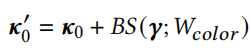 κ′₀ = κ₀ + BS(γ; W_color)